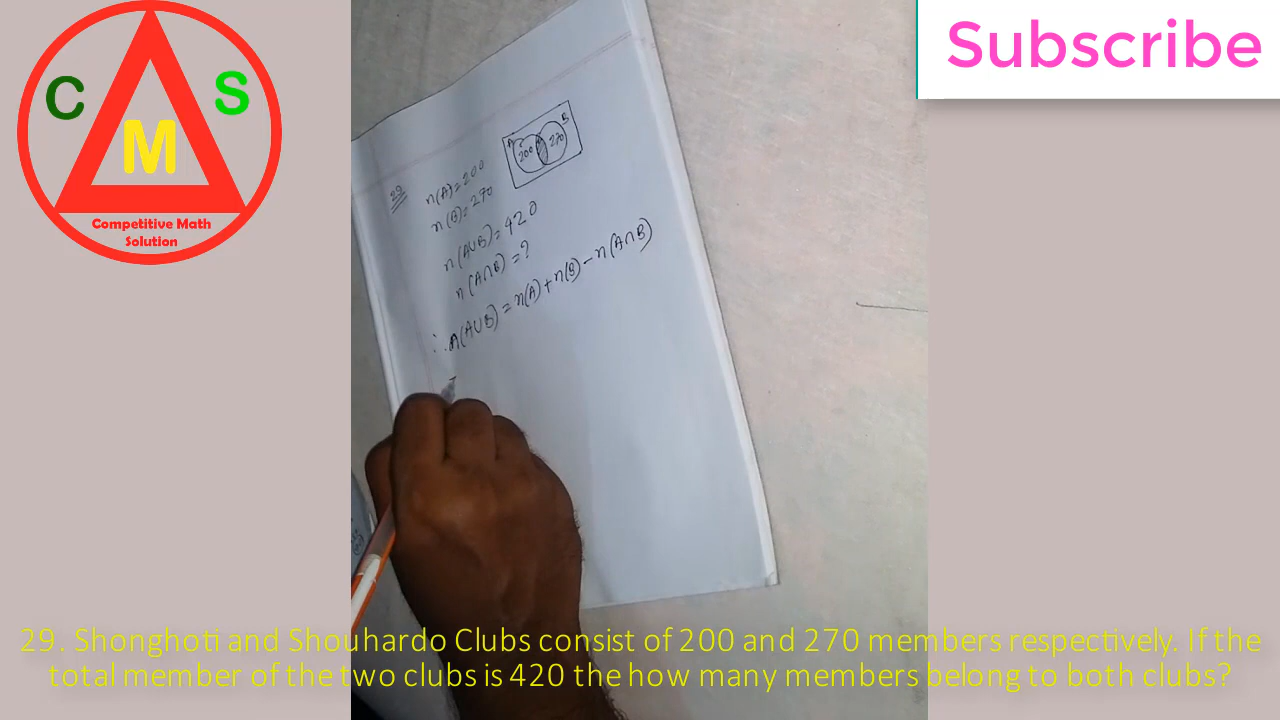 C
S
M
Competitive Math
Solution
Subscribe
29
n(A)=200
n(B)=270
n(A∪B)=420
n(A∩B)=?
∴ n(A∪B)=n(A)+n(B)-n(A∩B)
A
B
200
270
29. Shonghoti and Shouhardo Clubs consist of 200 and 270 members respectively. If the
total member of the two clubs is 420 the how many members belong to both clubs?